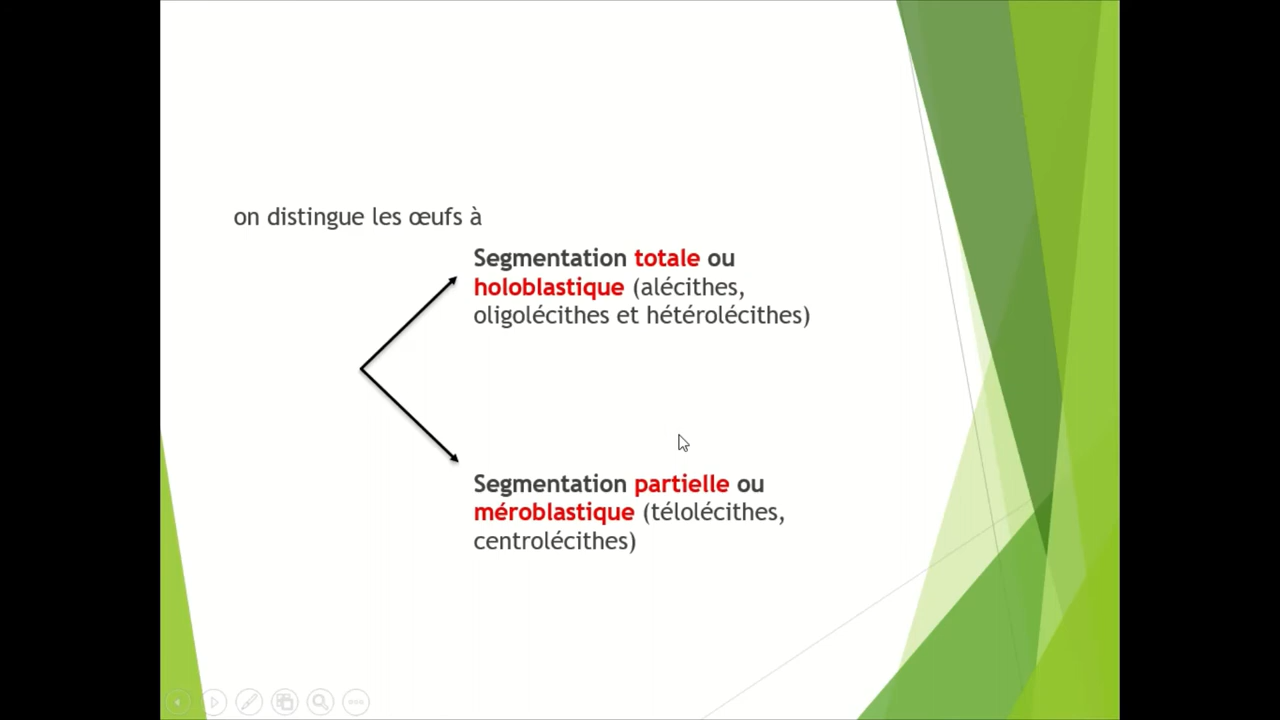 on distingue les œufs à
Segmentation totale ou
holoblastique (alécithes,
oligolécithes et hétérolécithes)
Segmentation partielle ou
méroblastique (télolécithes,
centrolécithes)